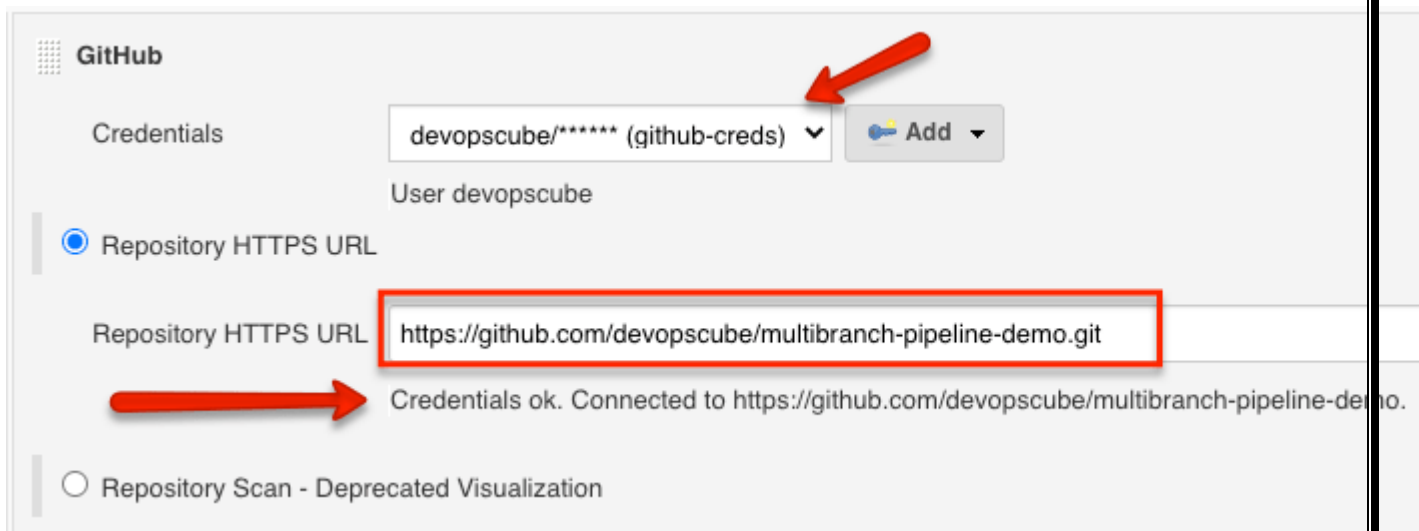 GitHub
Credentials devopscube/****** (github-creds) Add
User devopscube
Repository HTTPS URL
Repository HTTPS URL https://github.com/devopscube/multibranch-pipeline-demo.git
Credentials ok. Connected to https://github.com/devopscube/multibranch-pipeline-demo.
Repository Scan - Deprecated Visualization